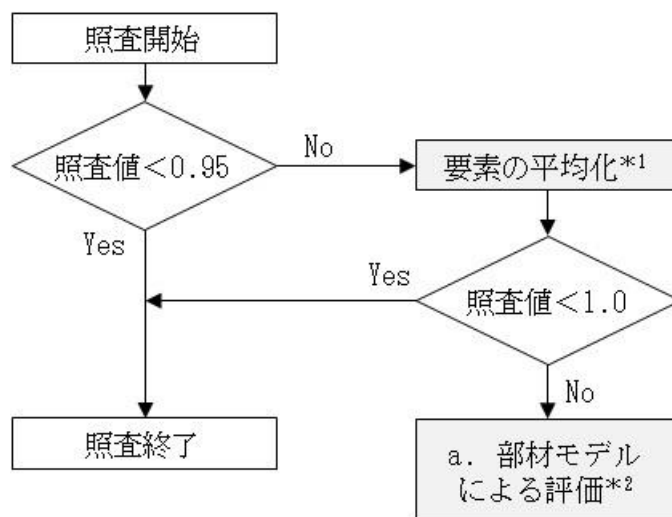 照査開始
照査値＜0.95
No
要素の平均化*1
Yes
Yes
照査値＜1.0
No
照査終了
a. 部材モデル
による評価*2